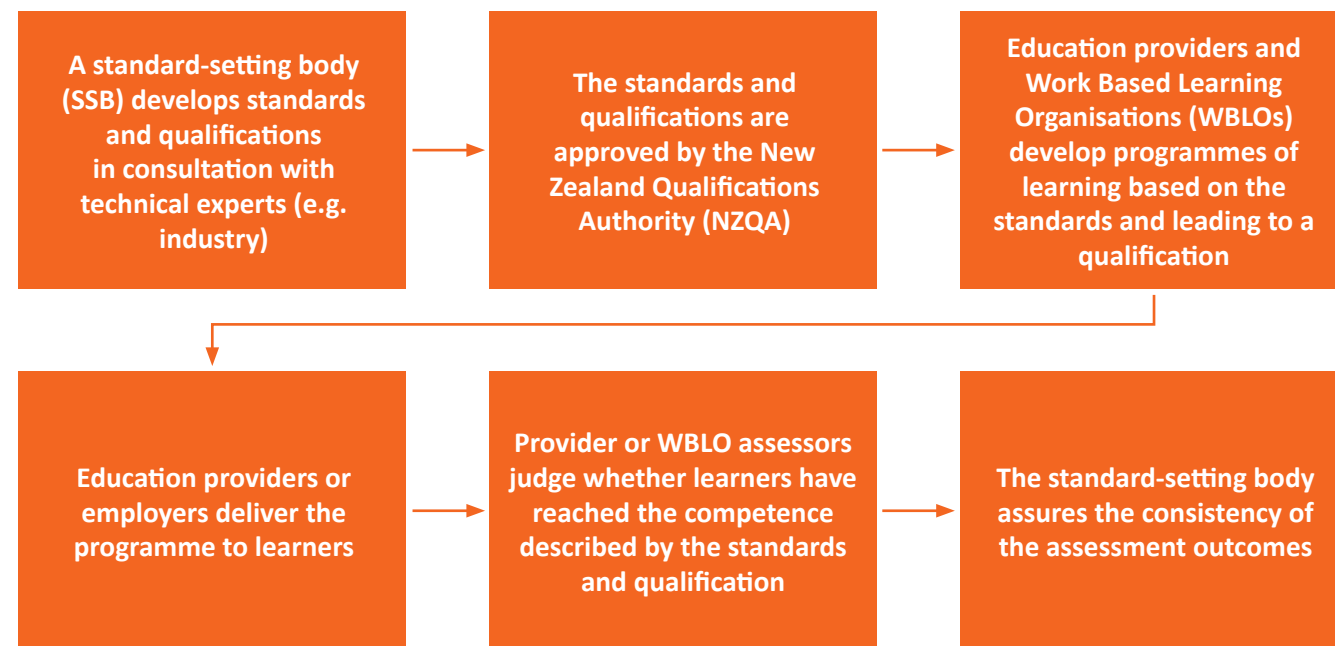 A standard-setting body
(SSB) develops standards
and qualifications
in consultation with
technical experts (e.g.
industry)
The standards and
qualifications are
approved by the New
Zealand Qualifications
Authority (NZQA)
Education providers and
Work Based Learning
Organisations (WBLOs)
develop programmes of
learning based on the
standards and leading to a
qualification
Education providers or
employers deliver the
programme to learners
Provider or WBLO assessors
judge whether learners have
reached the competence
described by the standards
and qualification
The standard-setting body
assures the consistency of
the assessment outcomes